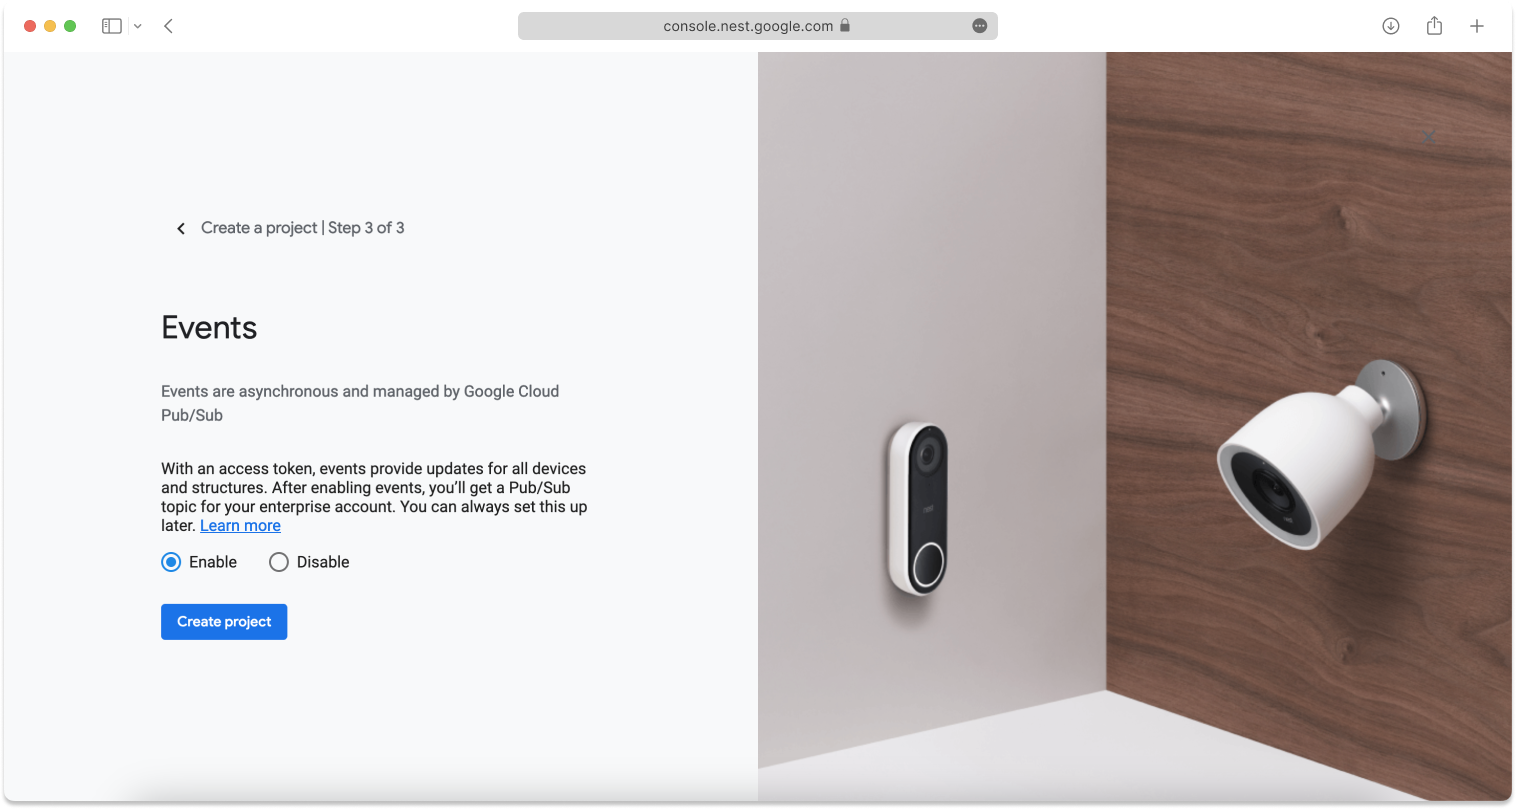 console.nest.google.com
Create a project | Step 3 of 3
Events
Events are asynchronous and managed by Google Cloud
Pub/Sub
With an access token, events provide updates for all devices
and structures. After enabling events, you’ll get a Pub/Sub
topic for your enterprise account. You can always set this up
later. Learn more
Enable Disable
Create project
nest